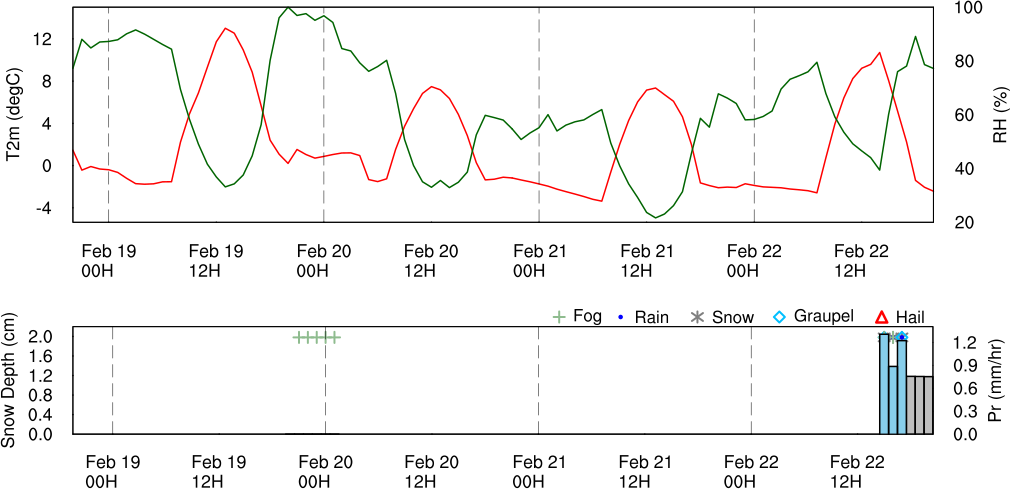 100
12
80
8
60
4
40
0
-4
20
T2m (degC)
RH (%)
Feb 19 00H
Feb 19 12H
Feb 20 00H
Feb 20 12H
Feb 21 00H
Feb 21 12H
Feb 22 00H
Feb 22 12H
Fog
Rain
Snow
Graupel
Hail
2.0
1.6
1.2
0.8
0.4
0.0
Snow Depth (cm)
1.2
0.9
0.6
0.3
0.0
Pr (mm/hr)
Feb 19 00H
Feb 19 12H
Feb 20 00H
Feb 20 12H
Feb 21 00H
Feb 21 12H
Feb 22 00H
Feb 22 12H